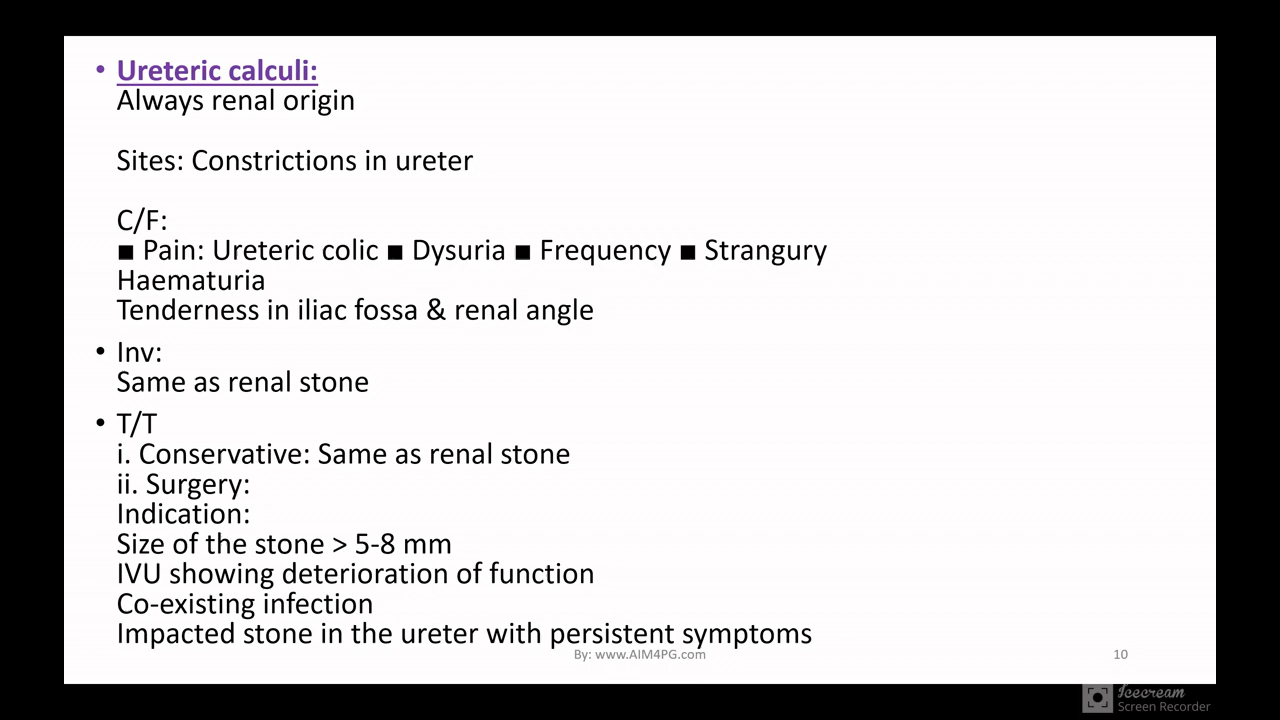 • Ureteric calculi:
Always renal origin
Sites: Constrictions in ureter
C/F:
■ Pain: Ureteric colic ■ Dysuria ■ Frequency ■ Strangury
Haematuria
Tenderness in iliac fossa & renal angle
• Inv:
Same as renal stone
• T/T
i. Conservative: Same as renal stone
ii. Surgery:
Indication:
Size of the stone > 5-8 mm
IVU showing deterioration of function
Co-existing infection
Impacted stone in the ureter with persistent symptoms
By: www.AIM4PG.com
10
Icecream
Screen Recorder